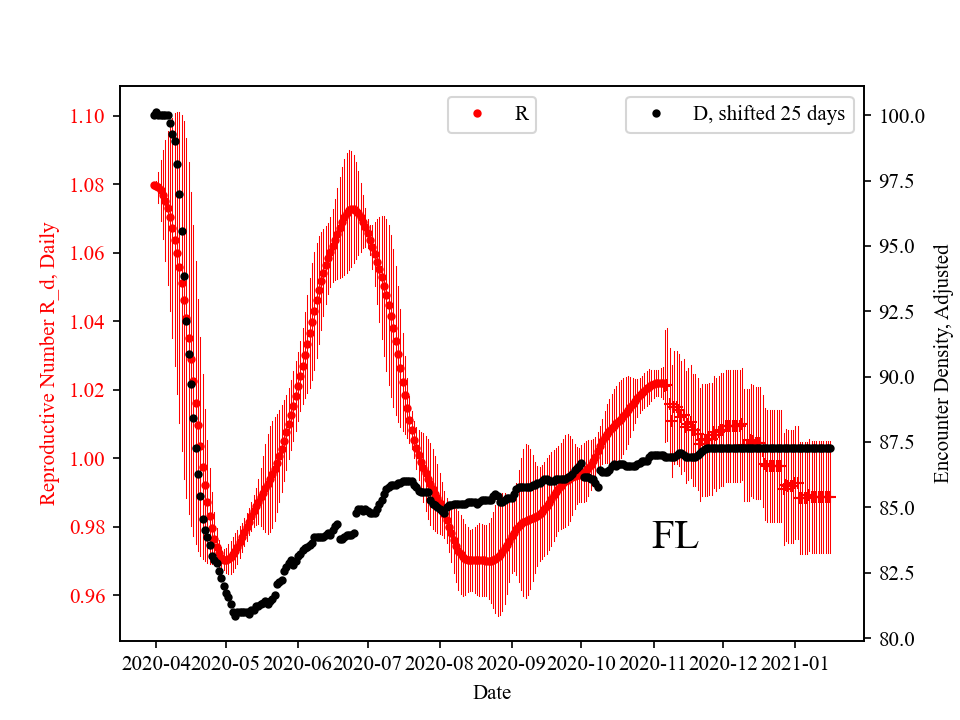 R
D, shifted 25 days
1.10
1.08
1.06
1.04
1.02
1.00
0.98
0.96
Reproductive Number R_d, Daily
100.0
97.5
95.0
92.5
90.0
87.5
85.0
82.5
80.0
Encounter Density, Adjusted
FL
2020-04 2020-05 2020-06 2020-07 2020-08 2020-09 2020-10 2020-11 2020-12 2021-01
Date